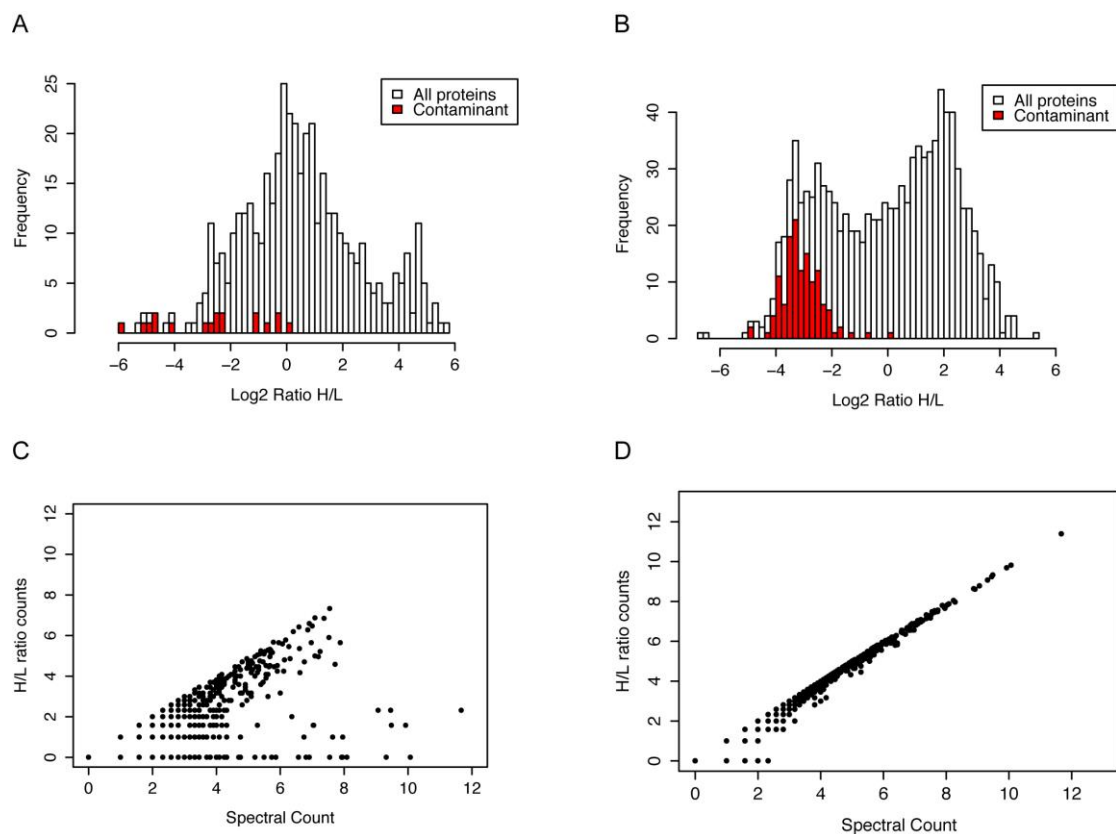 A
B
All proteins
Contaminant
Frequency
0 5 10 15 20 25
−6 −4 −2 0 2 4 6
Log2 Ratio H/L
All proteins
Contaminant
Frequency
0 10 20 30 40
−6 −4 −2 0 2 4 6
Log2 Ratio H/L
C
D
H/L ratio counts
0 2 4 6 8 10 12
0 2 4 6 8 10 12
Spectral Count
H/L ratio counts
0 2 4 6 8 10 12
0 2 4 6 8 10 12
Spectral Count